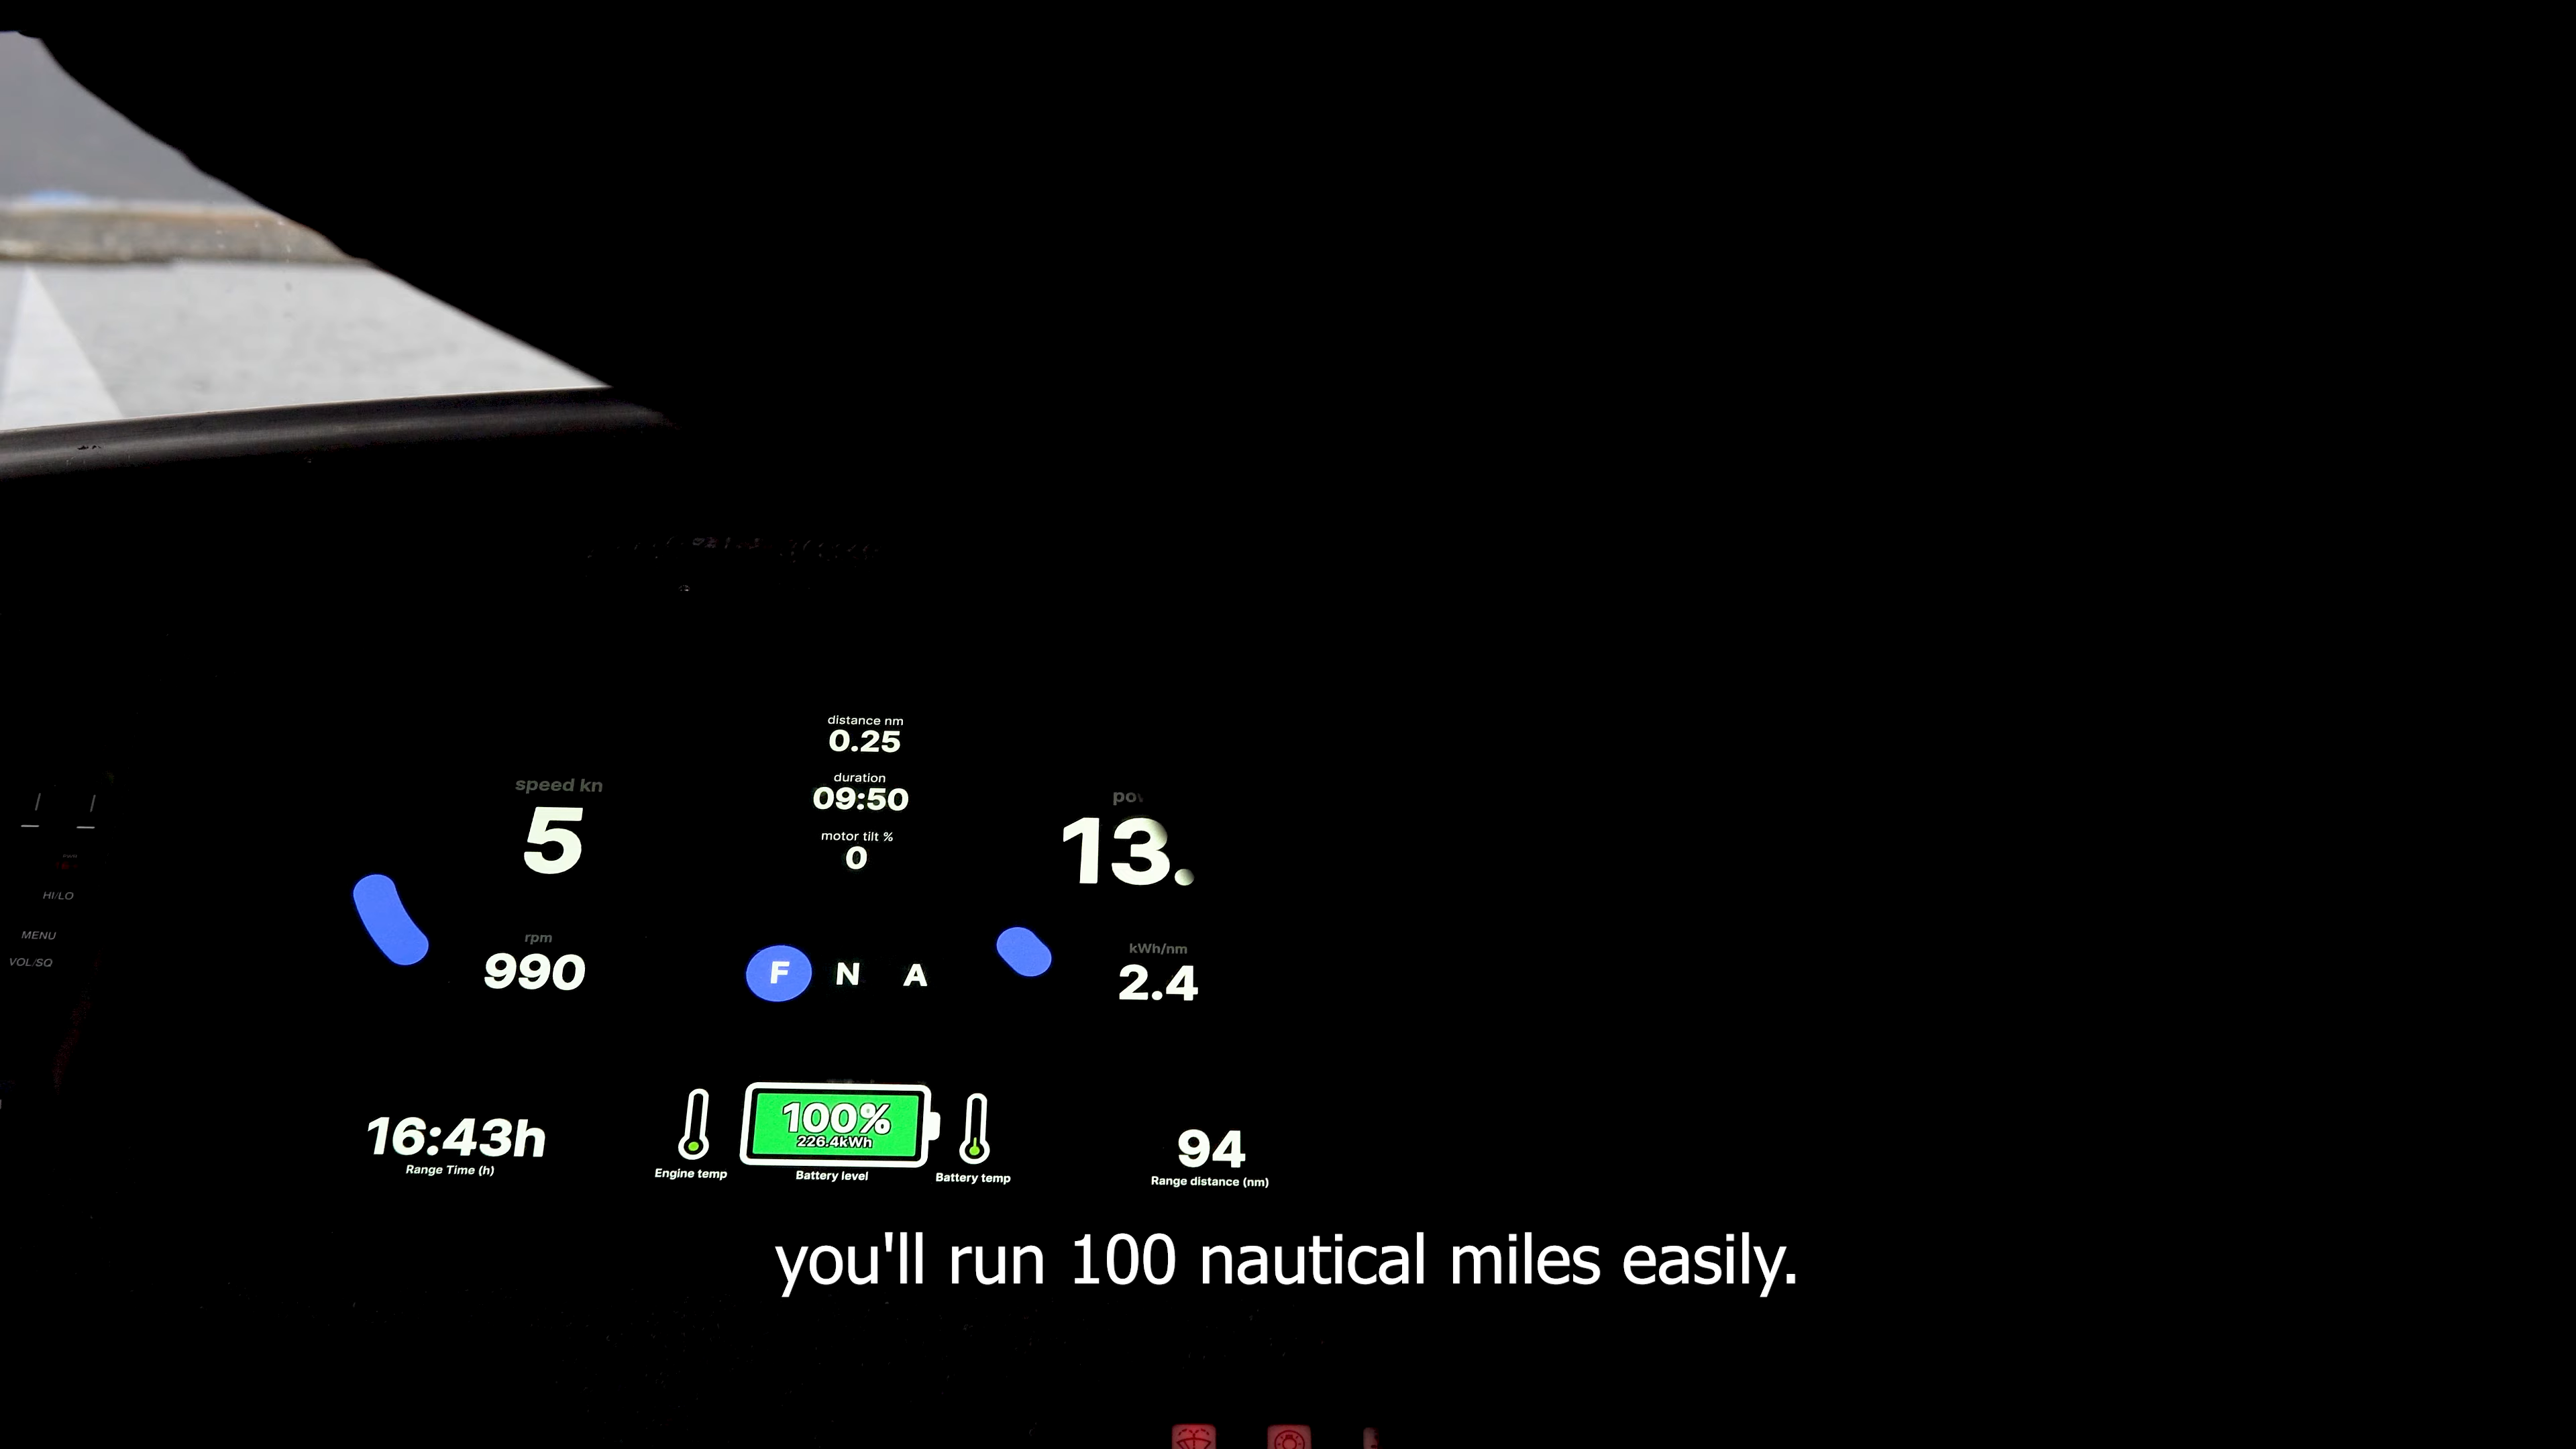 distance nm
0.25
duration
09:50
motor tilt %
0
speed kn
5
rpm
990
13.
kWh/nm
2.4
F N A
HI/LO
MENU
VOL/SQ
16:43h
Range Time (h)
Engine temp
100%
226.4kWh
Battery level
Battery temp
94
Range distance (nm)
you'll run 100 nautical miles easily.